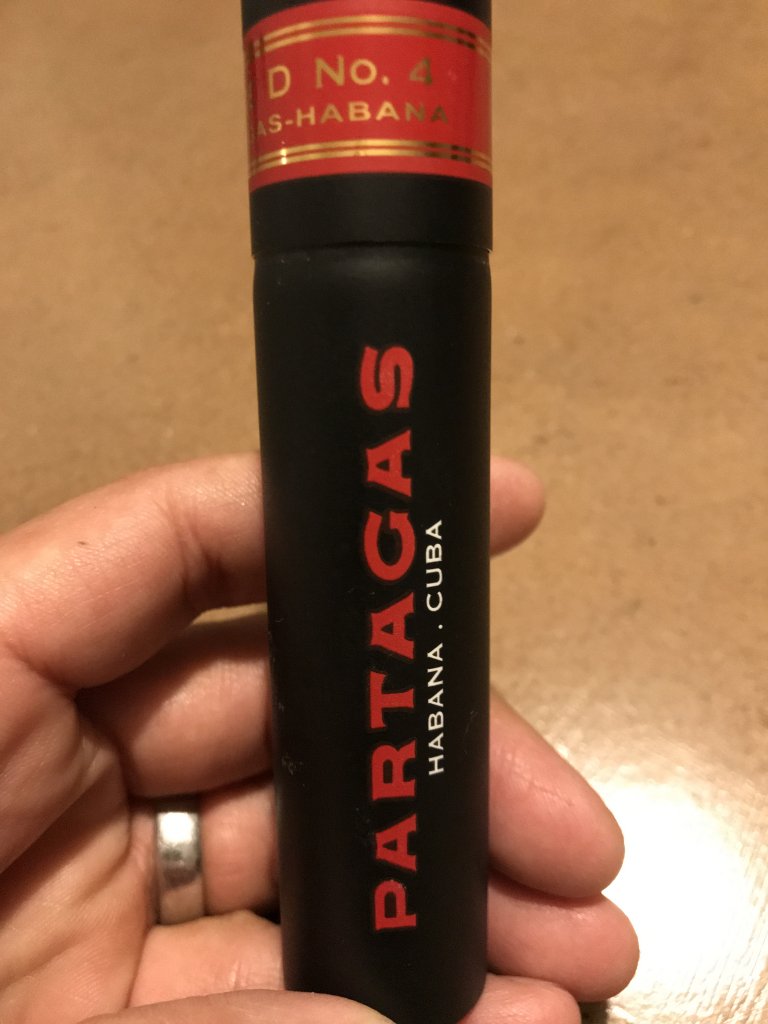 D No. 4
AS-HABANA
PARTAGAS
HABANA . CUBA